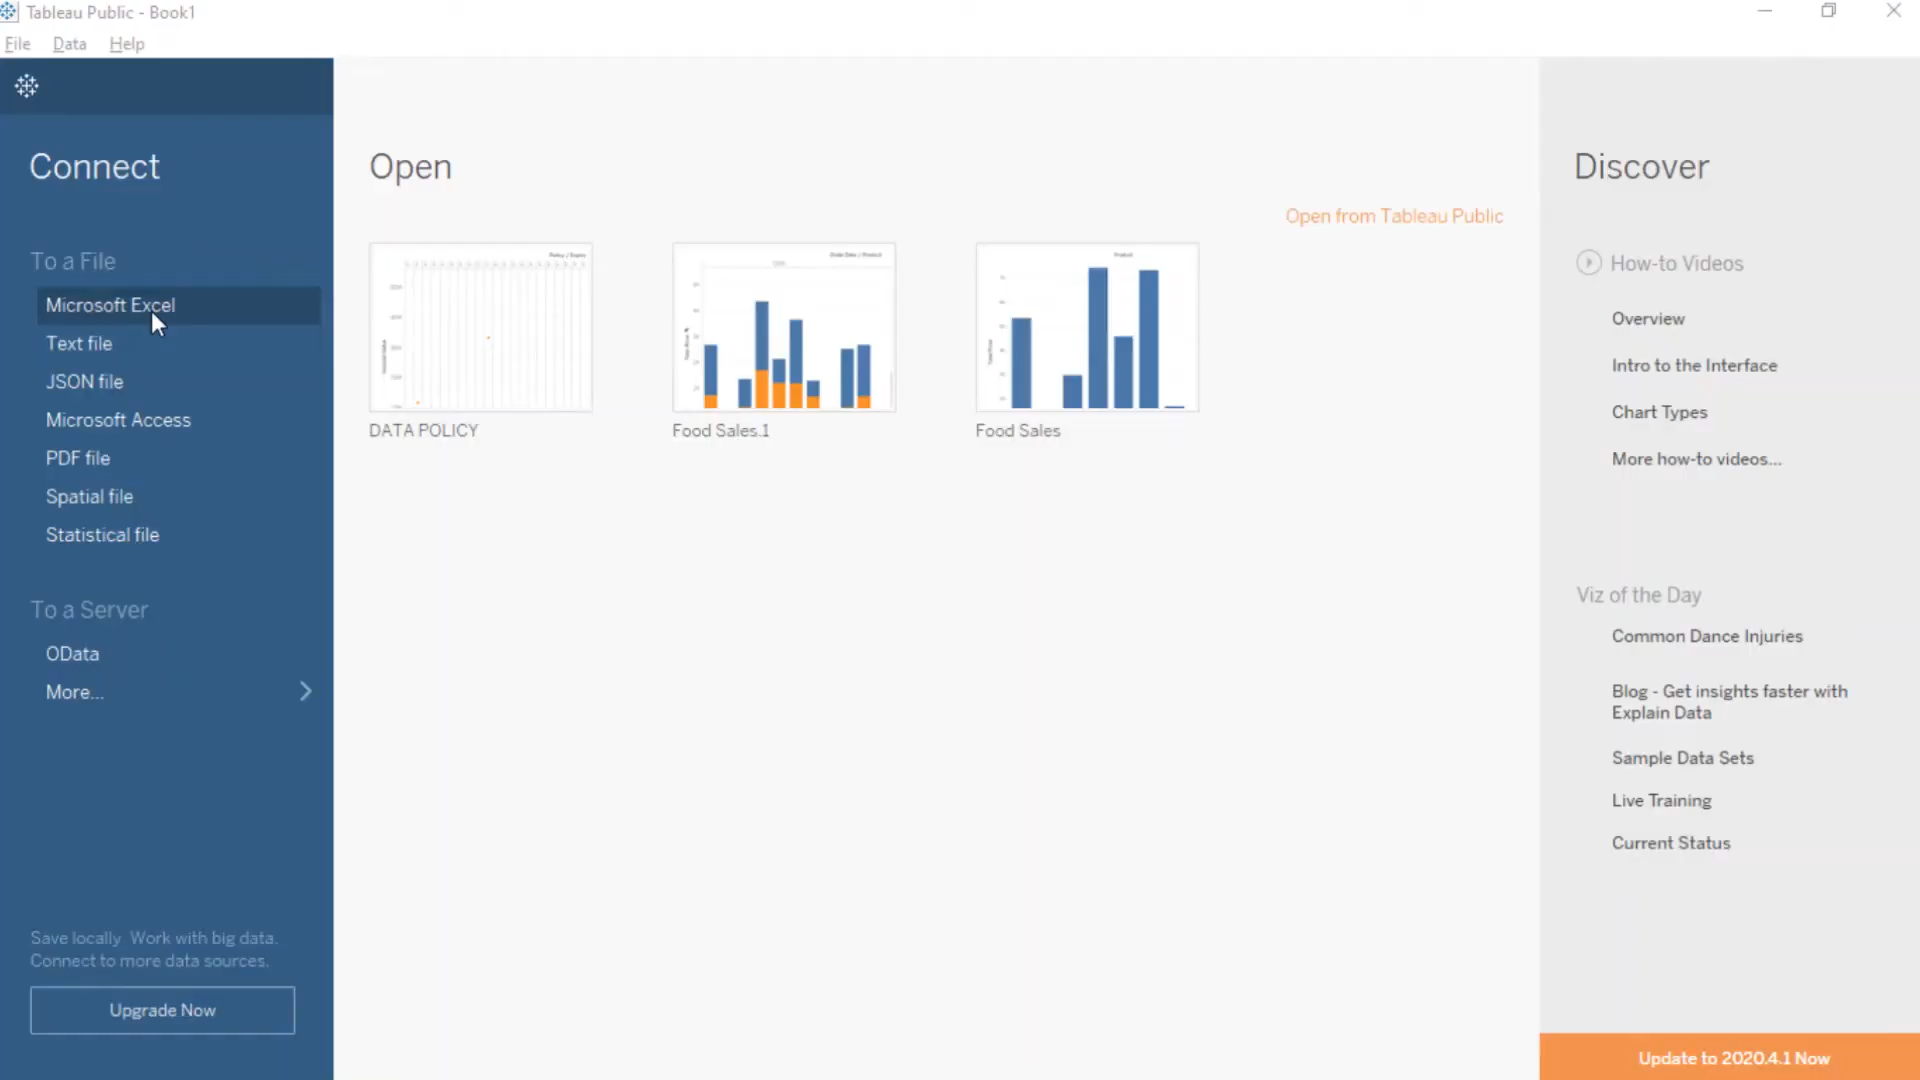 Tableau Public - Book1
File Data Help
Connect
To a File
Microsoft Excel
Text file
JSON file
Microsoft Access
PDF file
Spatial file
Statistical file
To a Server
OData
More...
Save locally Work with big data.
Connect to more data sources.
Upgrade Now
Open
Open from Tableau Public
DATA POLICY
Food Sales.1
Food Sales
Discover
How-to Videos
Overview
Intro to the Interface
Chart Types
More how-to videos...
Viz of the Day
Common Dance Injuries
Blog - Get insights faster with
Explain Data
Sample Data Sets
Live Training
Current Status
Update to 2020.4.1 Now